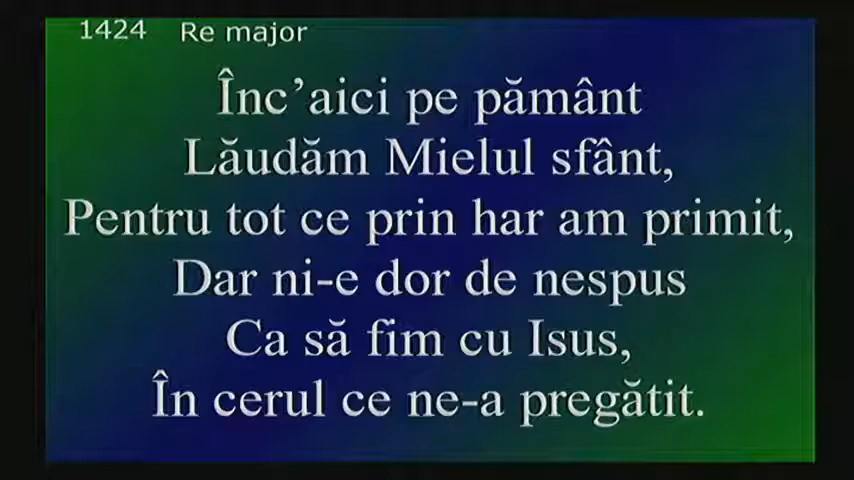 1424 Re major
Înc’aici pe pământ
Lăudăm Mielul sfânt,
Pentru tot ce prin har am primit,
Dar ni-e dor de nespus
Ca să fim cu Isus,
În cerul ce ne-a pregătit.